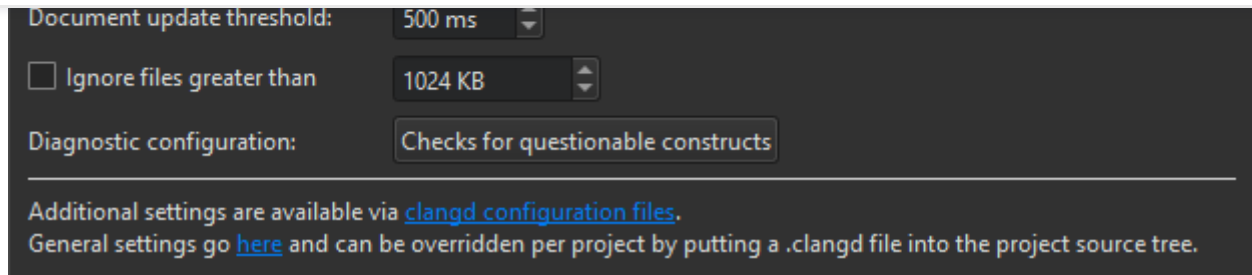 Document update threshold: 500 ms
Ignore files greater than 1024 KB
Diagnostic configuration: Checks for questionable constructs
Additional settings are available via clangd configuration files.
General settings go here and can be overridden per project by putting a .clangd file into the project source tree.